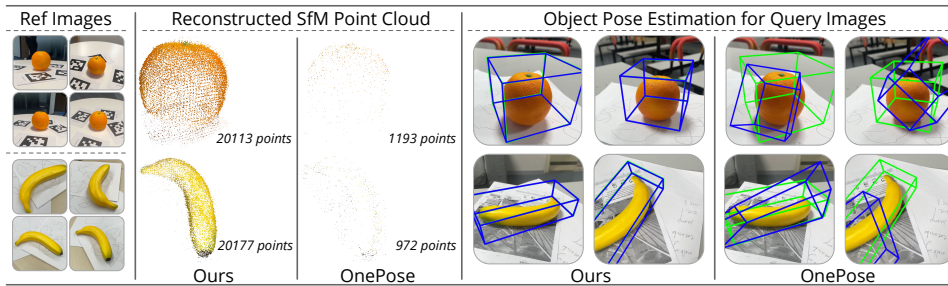 Ref Images
Reconstructed SfM Point Cloud
Object Pose Estimation for Query Images
20113 points
1193 points
20177 points
972 points
Ours
OnePose
Ours
OnePose